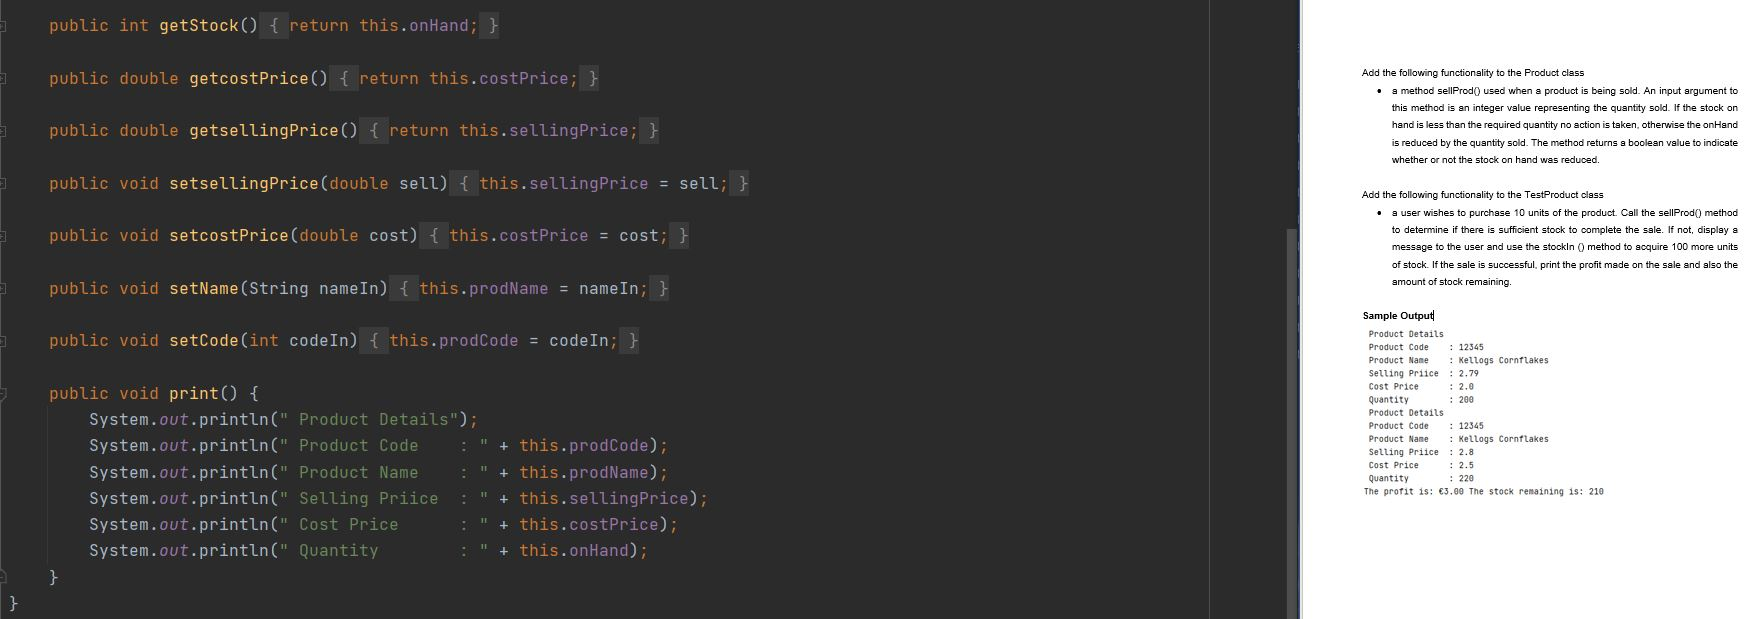 public int getStock() { return this.onHand; }
public double getcostPrice() { return this.costPrice; }
public double getsellingPrice() { return this.sellingPrice; }
public void setsellingPrice(double sell) { this.sellingPrice = sell; }
public void setcostPrice(double cost) { this.costPrice = cost; }
public void setName(String nameIn) { this.prodName = nameIn; }
public void setCode(int codeIn) { this.prodCode = codeIn; }
public void print() {
System.out.println(" Product Details");
System.out.println(" Product Code    : " + this.prodCode);
System.out.println(" Product Name    : " + this.prodName);
System.out.println(" Selling Priice  : " + this.sellingPrice);
System.out.println(" Cost Price      : " + this.costPrice);
System.out.println(" Quantity        : " + this.onHand);
}
}
Add the following functionality to the Product class
• a method sellProd() used when a product is being sold. An input argument to
this method is an integer value representing the quantity sold. If the stock on
hand is less than the required quantity no action is taken, otherwise the onHand
is reduced by the quantity sold. The method returns a boolean value to indicate
whether or not the stock on hand was reduced.
Add the following functionality to the TestProduct class
• a user wishes to purchase 10 units of the product. Call the sellProd() method
to determine if there is sufficient stock to complete the sale. If not, display a
message to the user and use the stockIn () method to acquire 100 more units
of stock. If the sale is successful, print the profit made on the sale and also the
amount of stock remaining.
Sample Output
Product Details
Product Code    : 12345
Product Name    : Kellogs Cornflakes
Selling Priice  : 2.79
Cost Price      : 2.0
Quantity        : 200
Product Details
Product Code    : 12345
Product Name    : Kellogs Cornflakes
Selling Priice  : 2.8
Cost Price      : 2.5
Quantity        : 220
The profit is: €3.00 The stock remaining is: 210